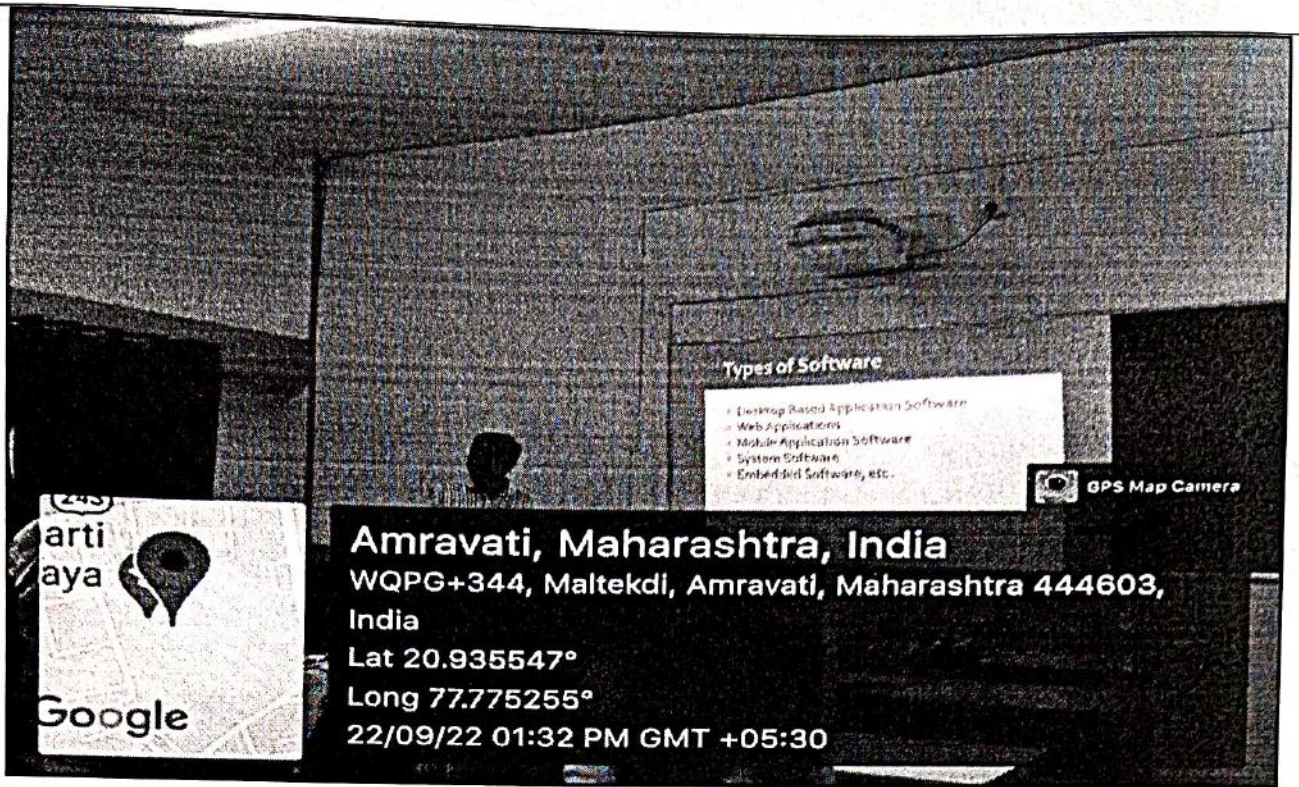 Types of Software
Desktop Based Application Software
Web Applications
Mobile Application Software
System Software
Embedded Software, etc.
GPS Map Camera
245
arti
aya
Google
Amravati, Maharashtra, India
WQPG+344, Maltekdi, Amravati, Maharashtra 444603,
India
Lat 20.935547°
Long 77.775255°
22/09/22 01:32 PM GMT +05:30